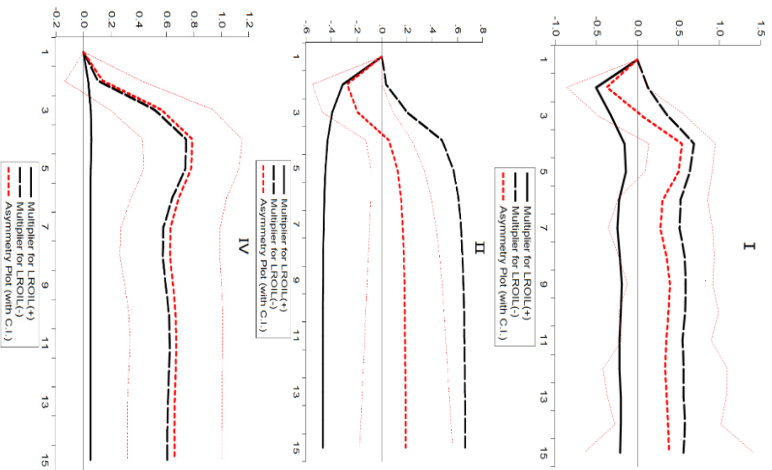 I
1.5
1.0
0.5
0.0
-0.5
-1.0
1 3 5 7 9 11 13 15
Multiplier for LROIL(+)
Multiplier for LROIL(-)
Asymmetry Plot (with C.I.)
II
.8
.6
.4
.2
.0
-.2
-.4
-.6
1 3 5 7 9 11 13 15
Multiplier for LROIL(+)
Multiplier for LROIL(-)
Asymmetry Plot (with C.I.)
IV
1.2
1.0
0.8
0.6
0.4
0.2
0.0
-0.2
1 3 5 7 9 11 13 15
Multiplier for LROIL(+)
Multiplier for LROIL(-)
Asymmetry Plot (with C.I.)